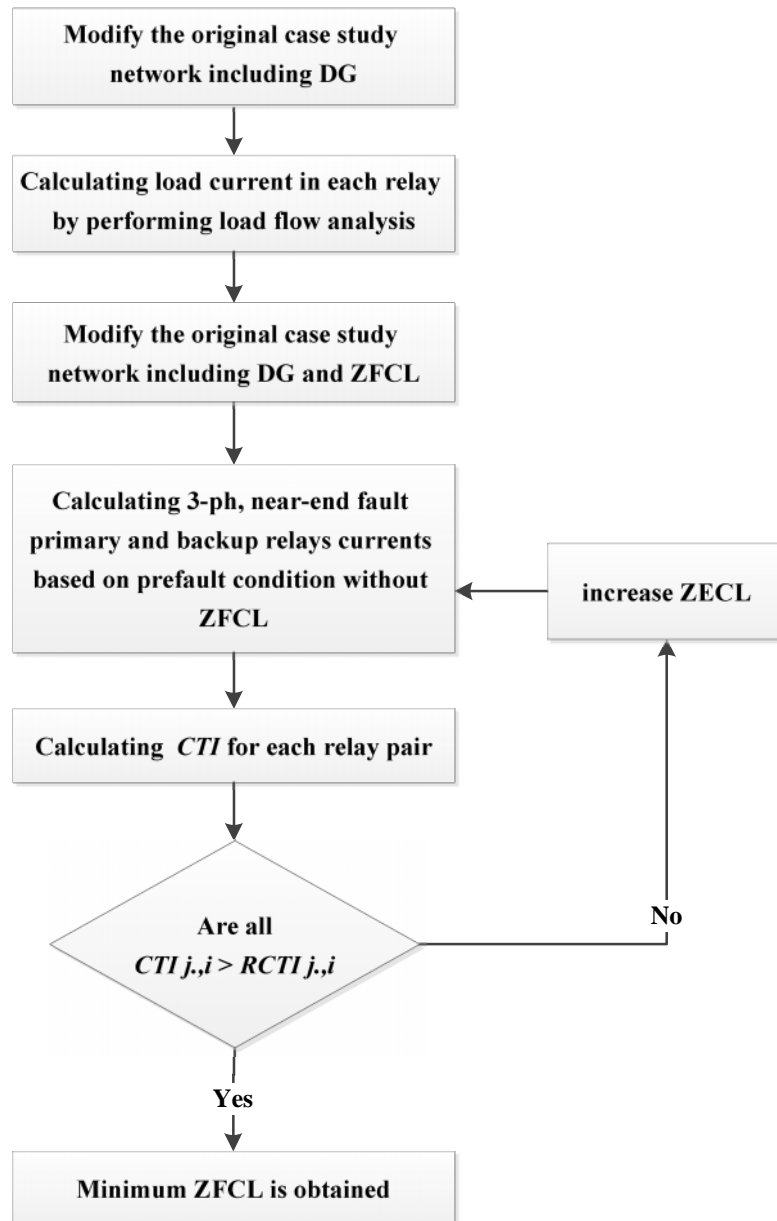 Modify the original case study
network including DG
Calculating load current in each relay
by performing load flow analysis
Modify the original case study
network including DG and ZFCL
Calculating 3-ph, near-end fault
primary and backup relays currents
based on prefault condition without
ZFCL
increase ZECL
Calculating CTI for each relay pair
Are all
CTI j.,i > RCTI j.,i
No
Yes
Minimum ZFCL is obtained